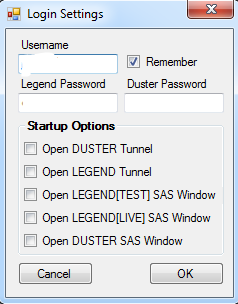 Login Settings
Username
Remember
Legend Password Duster Password
Startup Options
Open DUSTER Tunnel
Open LEGEND Tunnel
Open LEGEND[TEST] SAS Window
Open LEGEND[LIVE] SAS Window
Open DUSTER SAS Window
Cancel OK